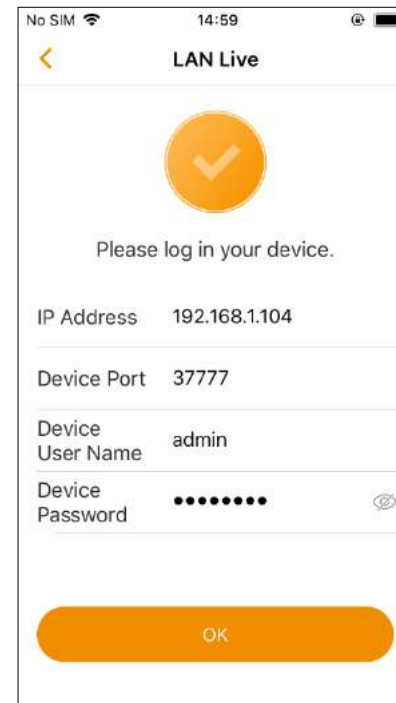 No SIM 14:59
LAN Live
Please log in your device.
IP Address 192.168.1.104
Device Port 37777
Device
User Name admin
Device
Password ••••••••
OK